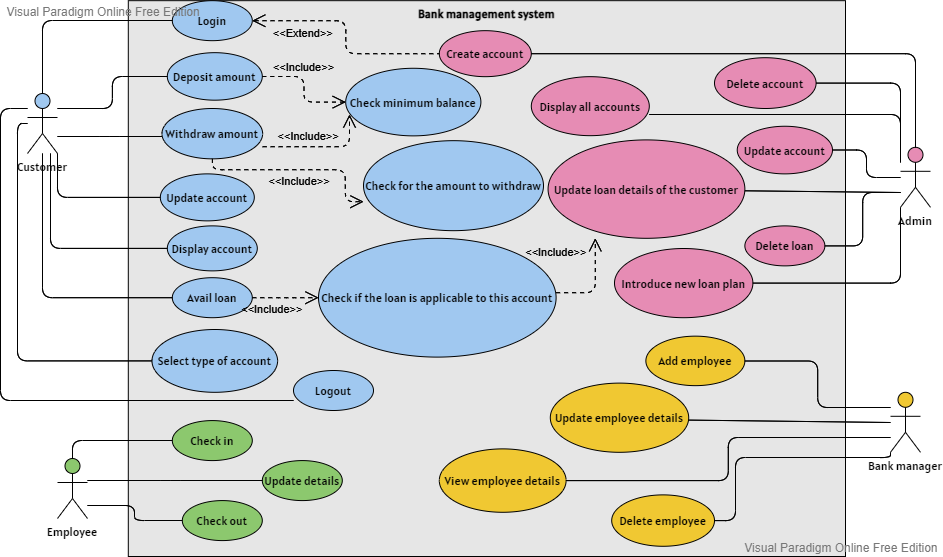 Visual Paradigm Online Free Edition
Bank management system
Login
<<Extend>>
Create account
Deposit amount
<<Include>>
Check minimum balance
Display all accounts
Delete account
Withdraw amount
<<Include>>
Update account
Customer
<<Include>>
Check for the amount to withdraw
Update loan details of the customer
Update account
Admin
Display account
<<Include>>
Delete loan
Avail loan
<<Include>>
Check if the loan is applicable to this account
Introduce new loan plan
Select type of account
Add employee
Logout
Update employee details
Check in
Bank manager
Update details
View employee details
Check out
Delete employee
Employee
Visual Paradigm Online Free Edition